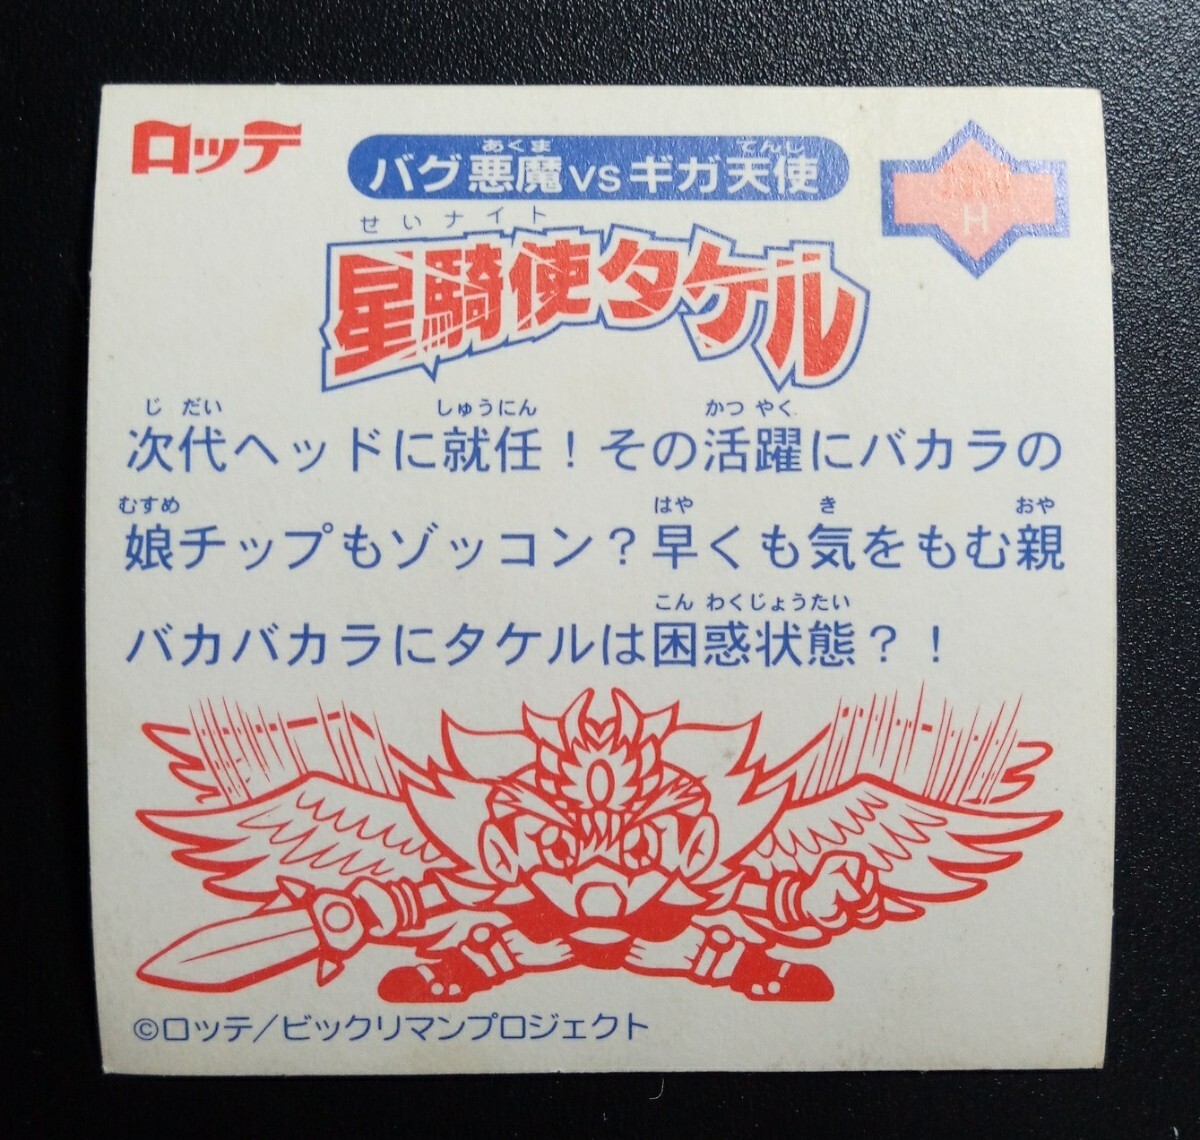 ロッテ
あくま てんし
バグ悪魔vsギガ天使
H
せいナイト
星騎使タケル
じ だい しゅうにん かつ やく
次代ヘッドに就任！その活躍にバカラの
むすめ はや き おや
娘チップもゾッコン？早くも気をもむ親
こん わくじょうたい
バカバカラにタケルは困惑状態？！
©ロッテ/ビックリマンプロジェクト